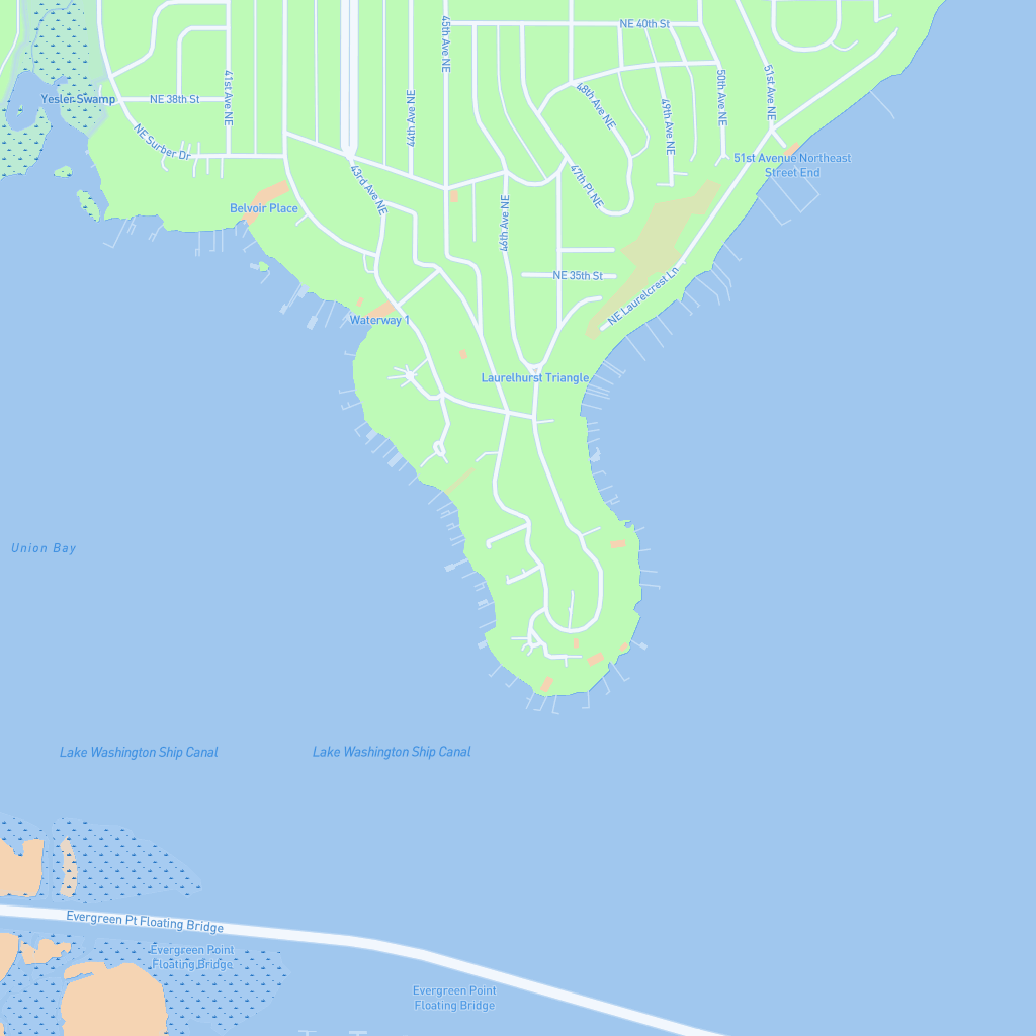 NE 40th St
45th Ave NE
51st Ave NE
50th Ave NE
41st Ave NE
Yesler Swamp
NE 38th St
44th Ave NE
48th Ave NE
49th Ave NE
NE Surber Dr
51st Avenue Northeast
Street End
43rd Ave NE
47th Pl NE
Belvoir Place
46th Ave NE
NE 35th St
NE Laurelcrest Ln
Waterway 1
Laurelhurst Triangle
Union Bay
Lake Washington Ship Canal
Lake Washington Ship Canal
Evergreen Pt Floating Bridge
Evergreen Point
Floating Bridge
Evergreen Point
Floating Bridge